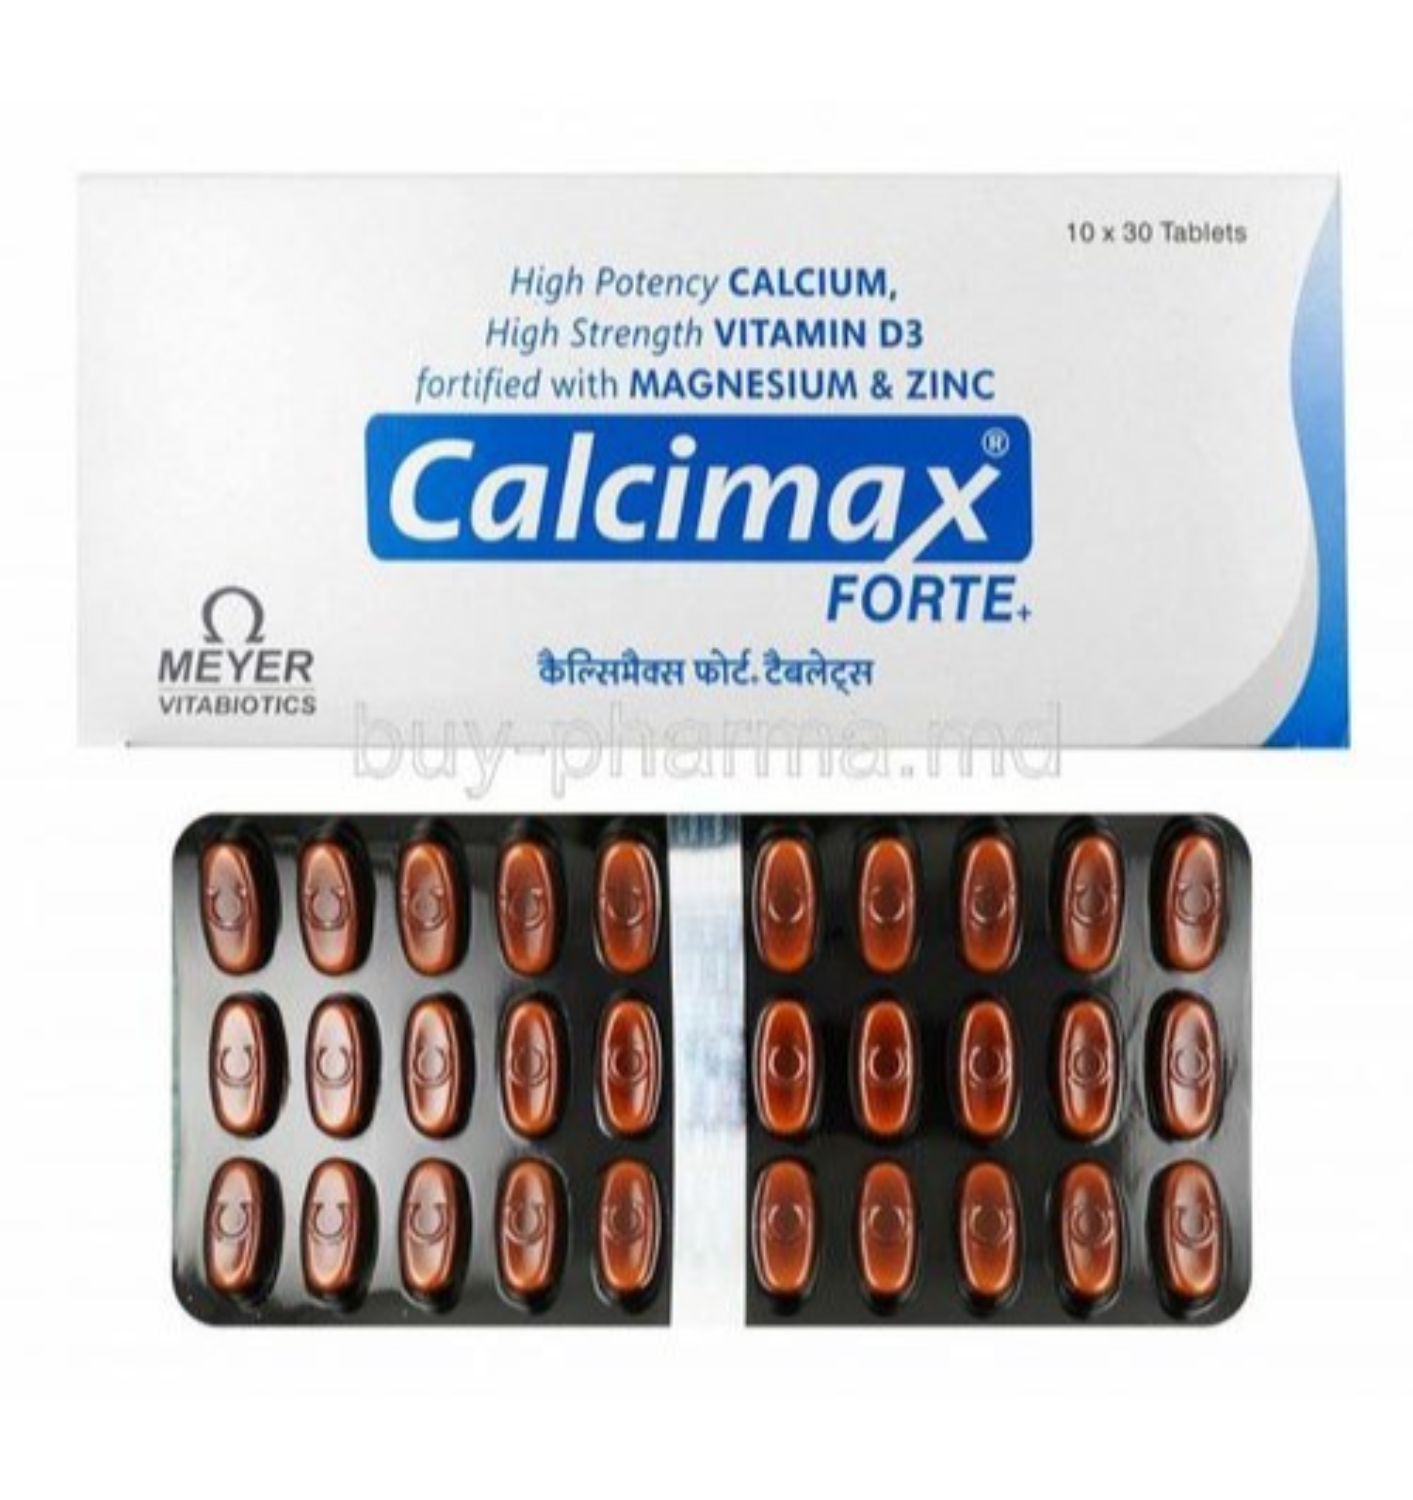 10 x 30 Tablets
High Potency CALCIUM,
High Strength VITAMIN D3
fortified with MAGNESIUM & ZINC
Calcimax®
FORTE+
कैल्सिमैक्स फोर्ट+ टैबलेट्स
Ω
MEYER
VITABIOTICS
buy-pharma.md